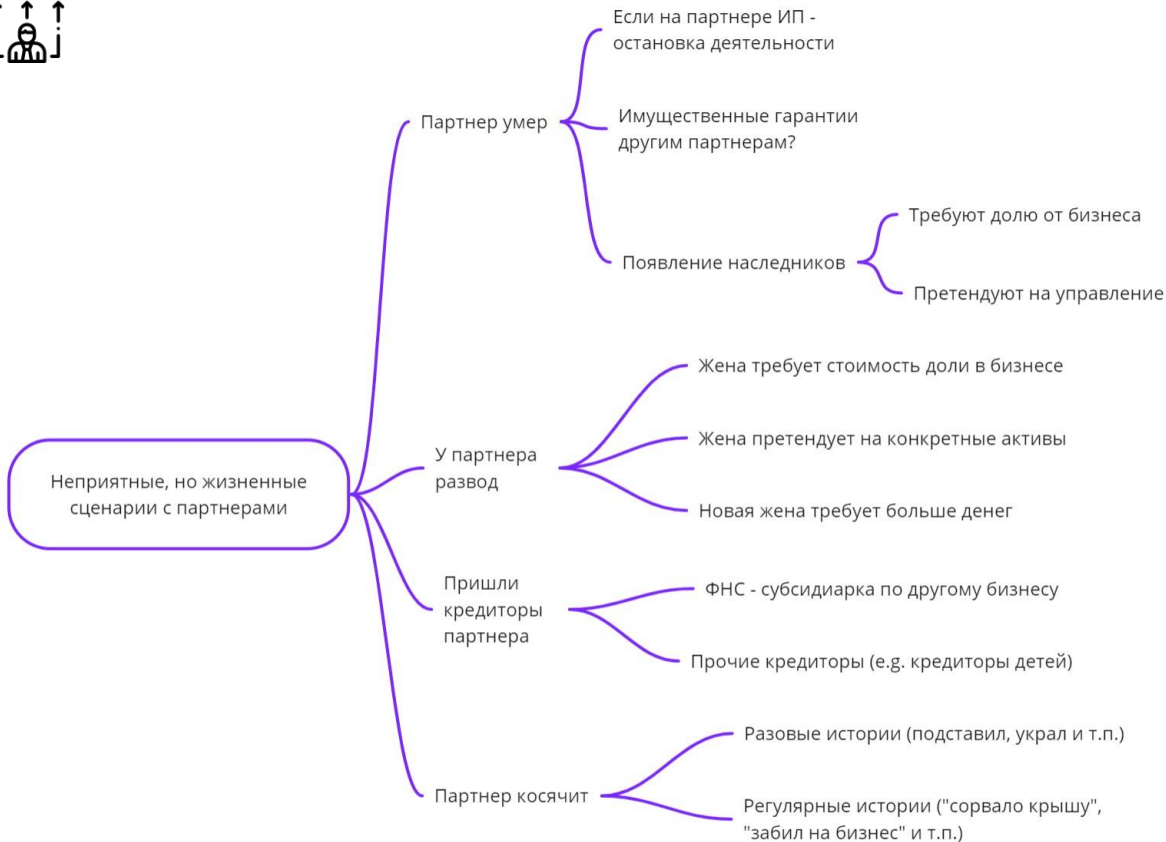 Неприятные, но жизненные
сценарии с партнерами
Партнер умер
Если на партнере ИП -
остановка деятельности
Имущественные гарантии
другим партнерам?
Появление наследников
Требуют долю от бизнеса
Претендуют на управление
У партнера
развод
Жена требует стоимость доли в бизнесе
Жена претендует на конкретные активы
Новая жена требует больше денег
Пришли
кредиторы
партнера
ФНС - субсидиарка по другому бизнесу
Прочие кредиторы (e.g. кредиторы детей)
Партнер косячит
Разовые истории (подставил, украл и т.п.)
Регулярные истории ("сорвало крышу",
"забил на бизнес" и т.п.)